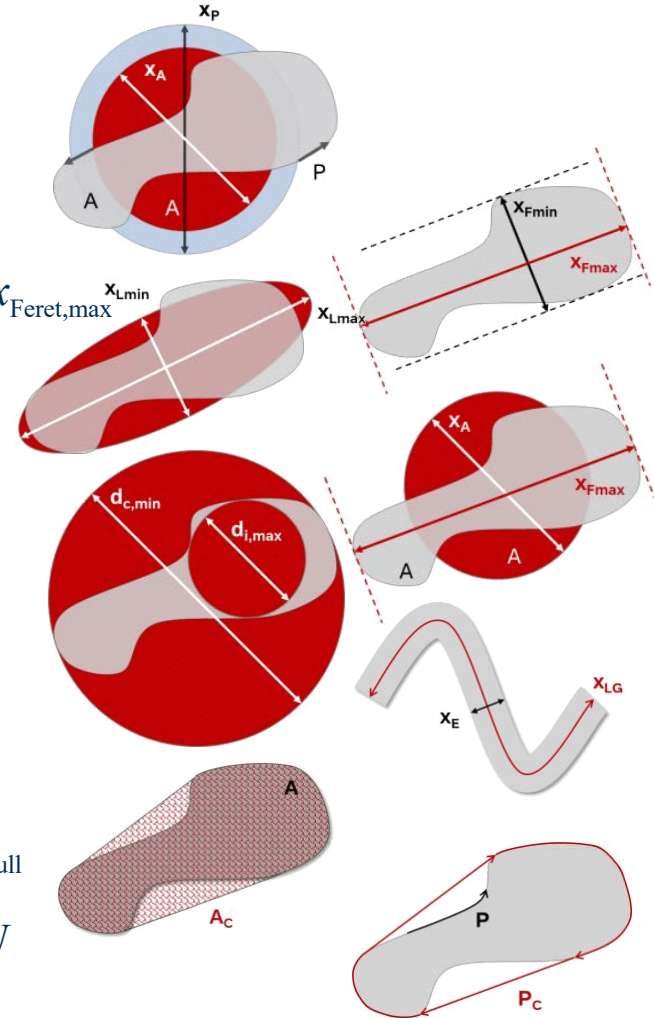 x_P
x_A
A
A
P
x_Fmin
x_Fmax
x_Feret,max
x_Lmin
x_Lmax
x_A
x_Fmax
A
A
d_c,min
d_i,max
x_E
x_LG
A
A_C
ull
P
P_C